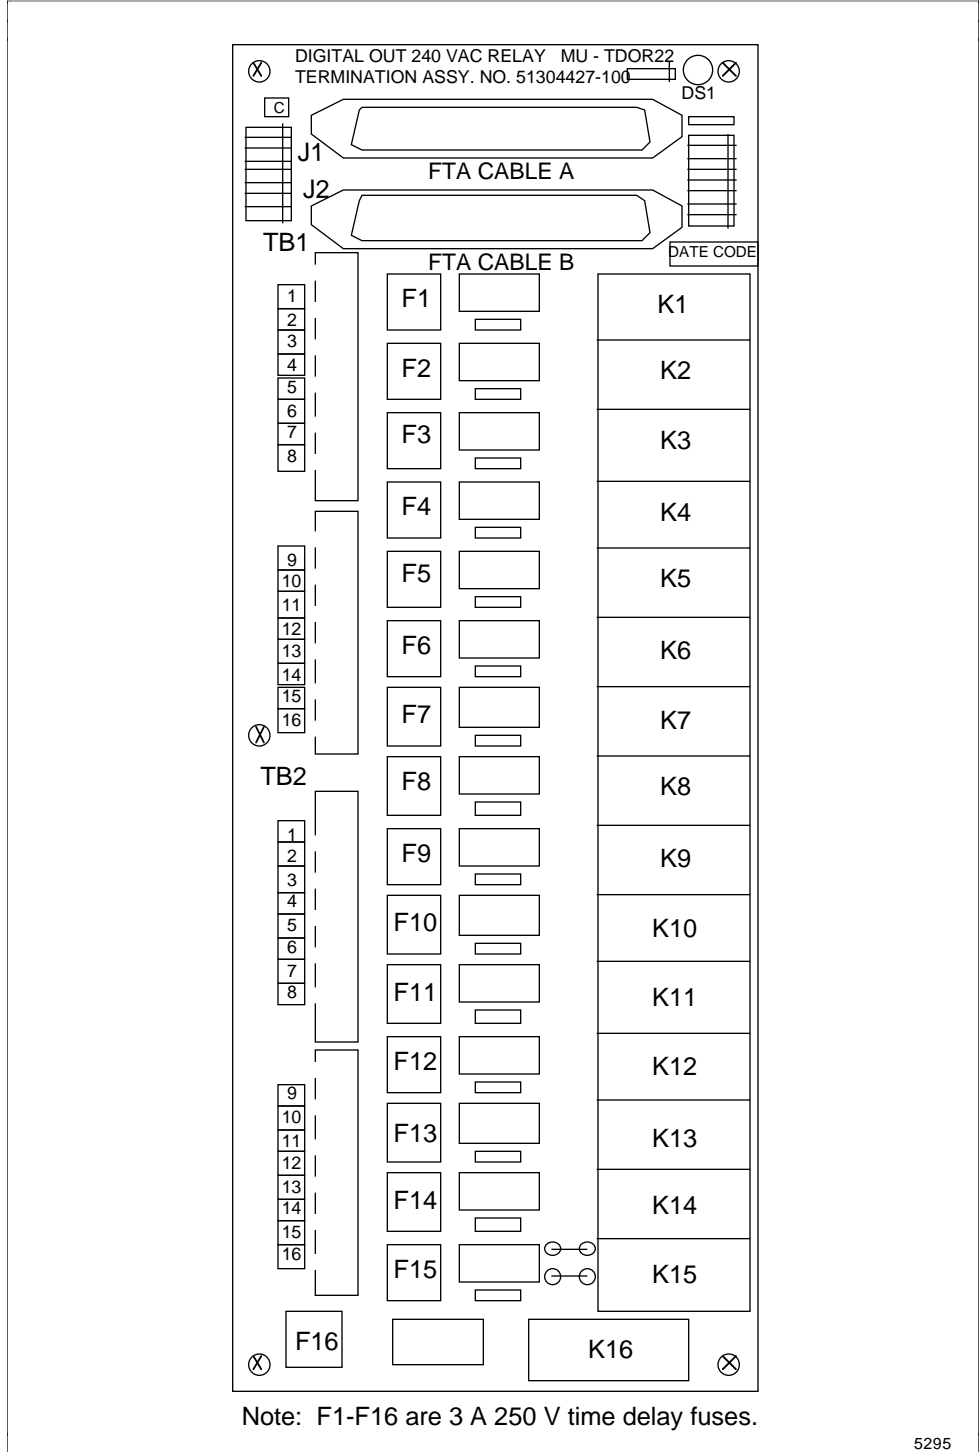 DIGITAL OUT 240 VAC RELAY MU - TDOR22
TERMINATION ASSY. NO. 51304427-100
DS1
C
J1
FTA CABLE A
J2
TB1
FTA CABLE B
DATE CODE
1
2
3
4
5
6
7
8
9
10
11
12
13
14
15
16
TB2
1
2
3
4
5
6
7
8
9
10
11
12
13
14
15
16
F1
F2
F3
F4
F5
F6
F7
F8
F9
F10
F11
F12
F13
F14
F15
F16
K1
K2
K3
K4
K5
K6
K7
K8
K9
K10
K11
K12
K13
K14
K15
K16
Note: F1-F16 are 3 A 250 V time delay fuses.
5295